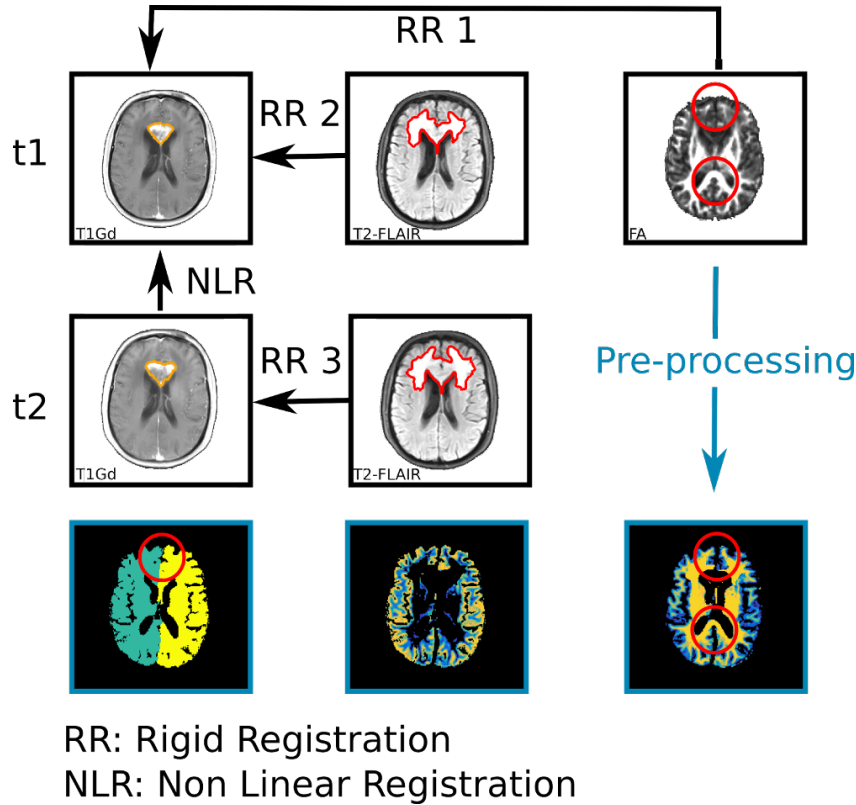 RR 1
RR 2
t1
T1Gd
T2-FLAIR
FA
NLR
RR 3
Pre-processing
t2
T1Gd
T2-FLAIR
RR: Rigid Registration
NLR: Non Linear Registration